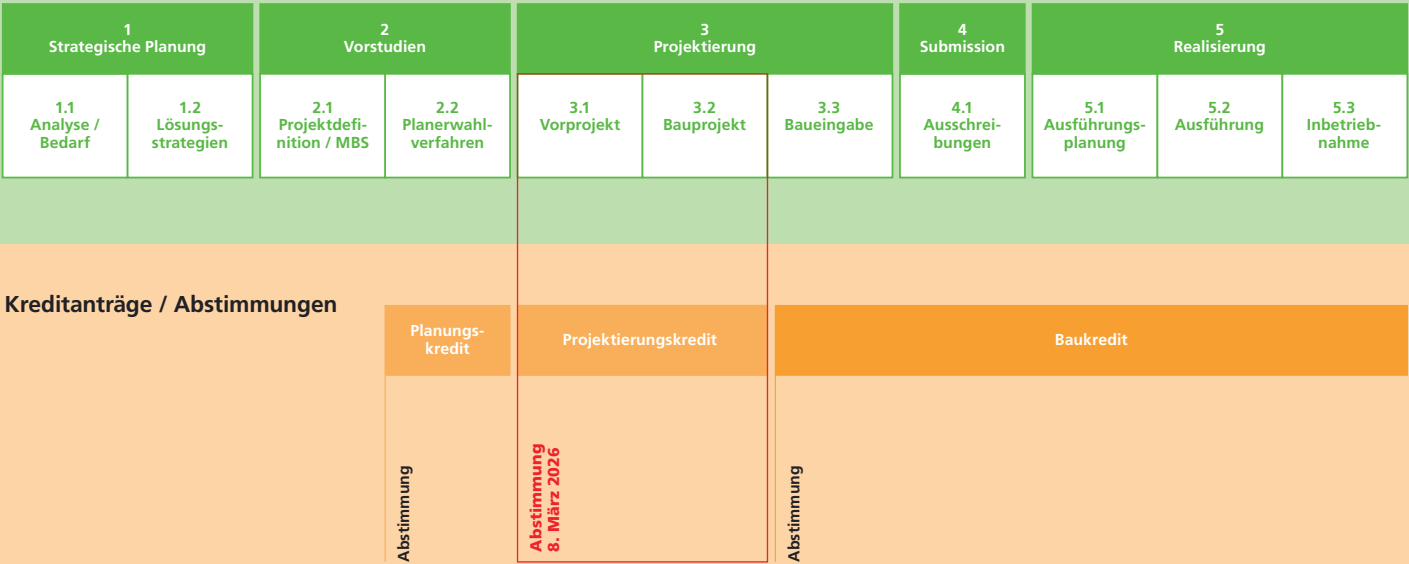 1
Strategische Planung
2
Vorstudien
3
Projektierung
4
Submission
5
Realisierung
1.1
Analyse /
Bedarf
1.2
Lösungs-
strategien
2.1
Projektdefi-
nition / MBS
2.2
Planerwahl-
verfahren
3.1
Vorprojekt
3.2
Bauprojekt
3.3
Baueingabe
4.1
Ausschrei-
bungen
5.1
Ausführungs-
planung
5.2
Ausführung
5.3
Inbetrieb-
nahme
Kreditanträge / Abstimmungen
Planungs-
kredit
Projektierungskredit
Baukredit
Abstimmung
Abstimmung
8. März 2026
Abstimmung